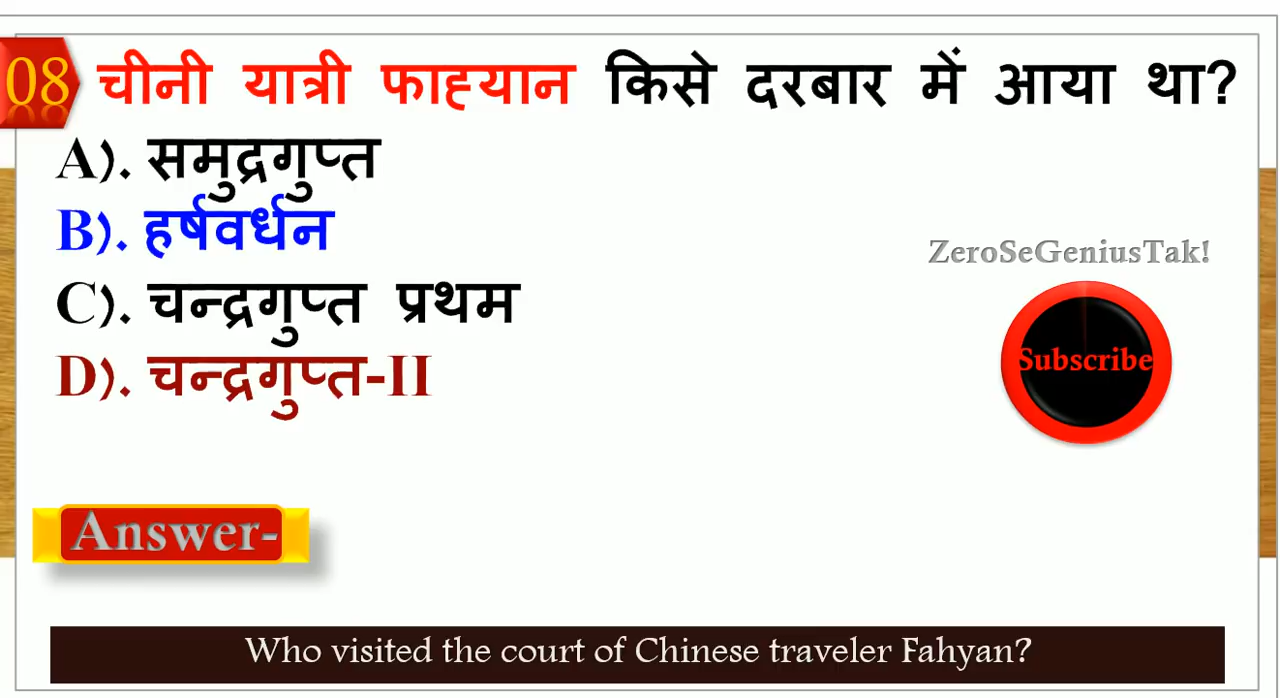 08 चीनी यात्री फाह्यान किसे दरबार में आया था?
A). समुद्रगुप्त
B). हर्षवर्धन
ZeroSeGeniusTak!
C). चन्द्रगुप्त प्रथम
Subscribe
D). चन्द्रगुप्त-II
Answer-
Who visited the court of Chinese traveler Fahyan?